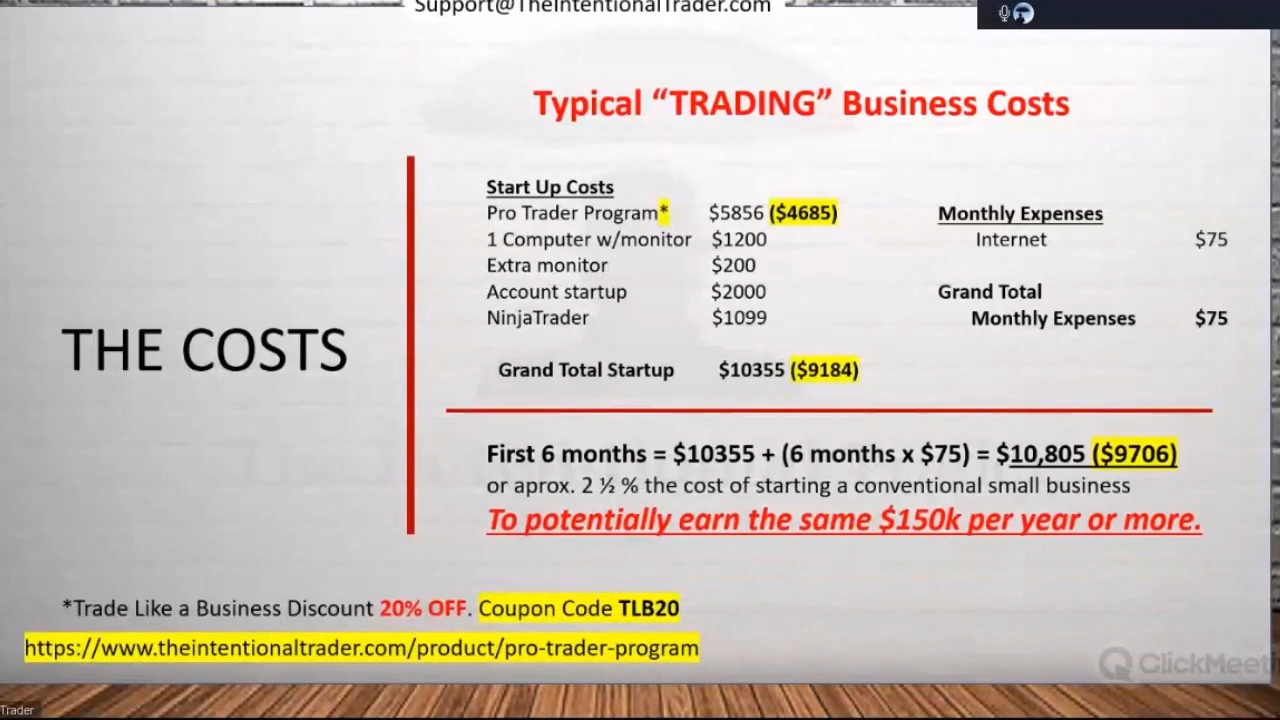 Support@TheIntentionalTrader.com
Typical “TRADING” Business Costs
THE COSTS
Start Up Costs
Pro Trader Program* $5856 ($4685)
1 Computer w/monitor $1200
Extra monitor $200
Account startup $2000
NinjaTrader $1099
Grand Total Startup $10355 ($9184)
Monthly Expenses
Internet $75
Grand Total
Monthly Expenses $75
First 6 months = $10355 + (6 months x $75) = $10,805 ($9706)
or aprox. 2 ½ % the cost of starting a conventional small business
To potentially earn the same $150k per year or more.
*Trade Like a Business Discount 20% OFF. Coupon Code TLB20
https://www.theintentionaltrader.com/product/pro-trader-program
ClickMeeti
Trader